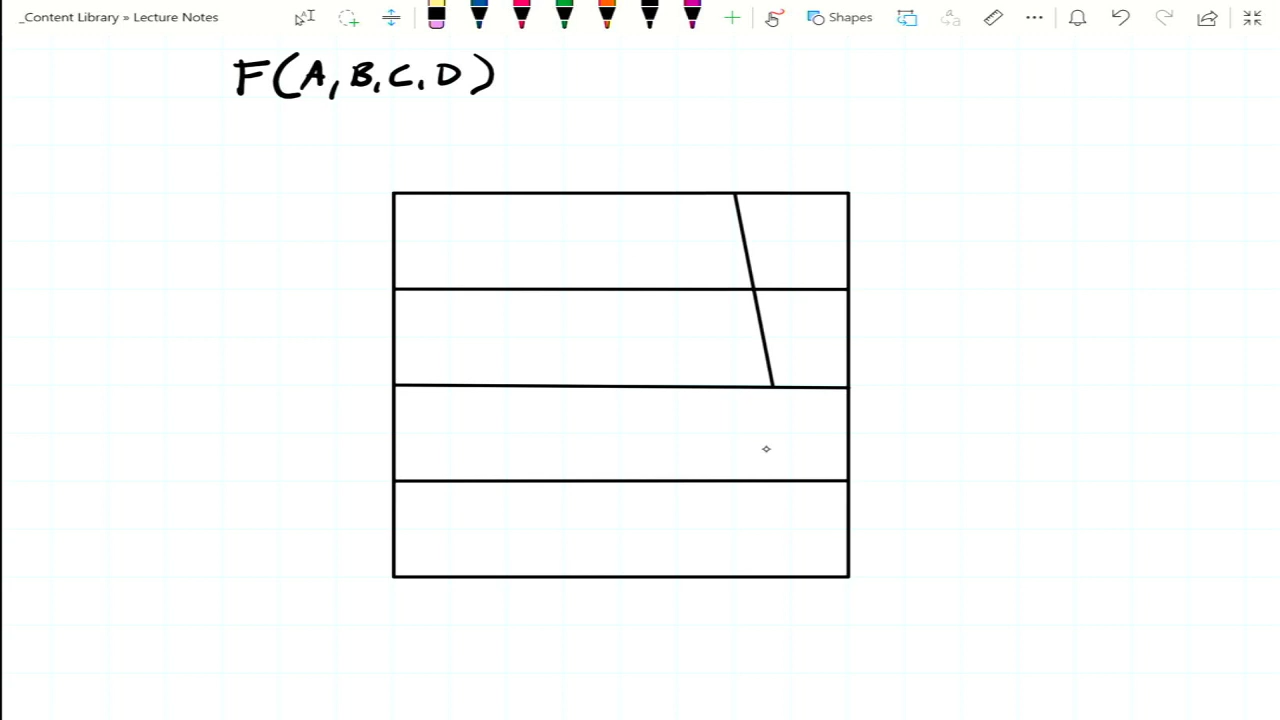 _Content Library » Lecture Notes
Shapes
F(A, B, C, D)